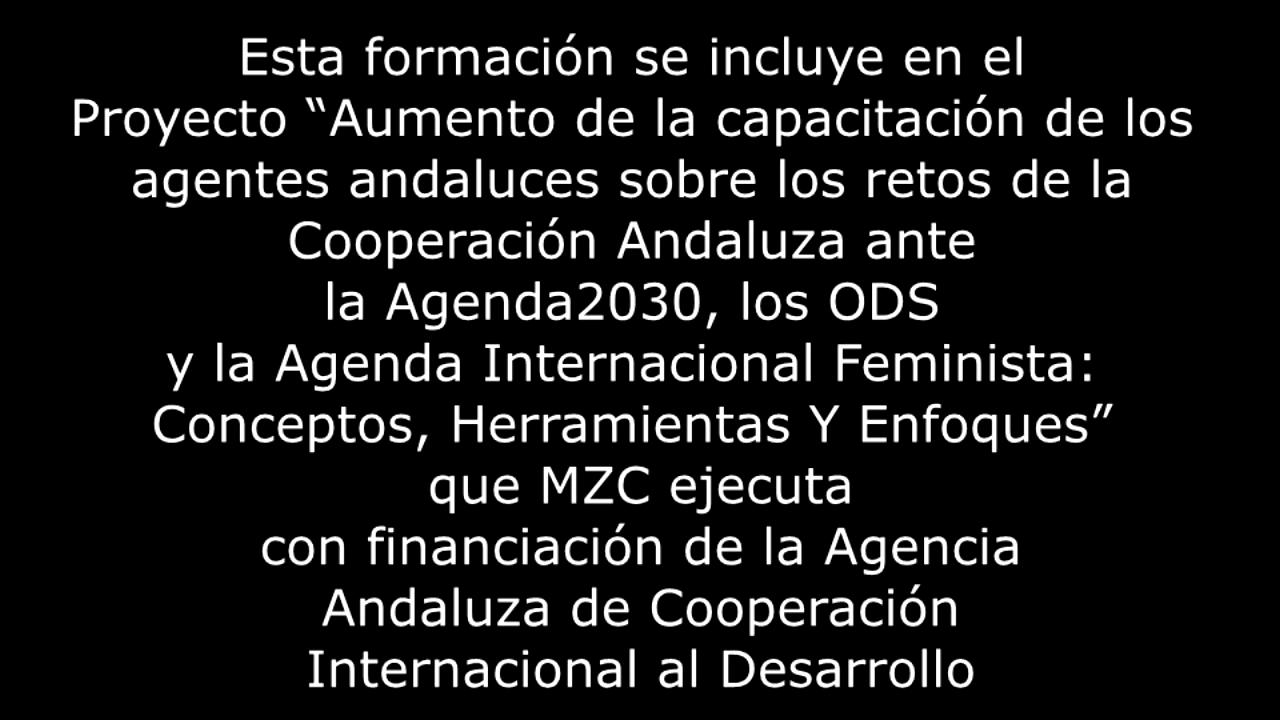 Esta formación se incluye en el
Proyecto “Aumento de la capacitación de los
agentes andaluces sobre los retos de la
Cooperación Andaluza ante
la Agenda2030, los ODS
y la Agenda Internacional Feminista:
Conceptos, Herramientas Y Enfoques”
que MZC ejecuta
con financiación de la Agencia
Andaluza de Cooperación
Internacional al Desarrollo